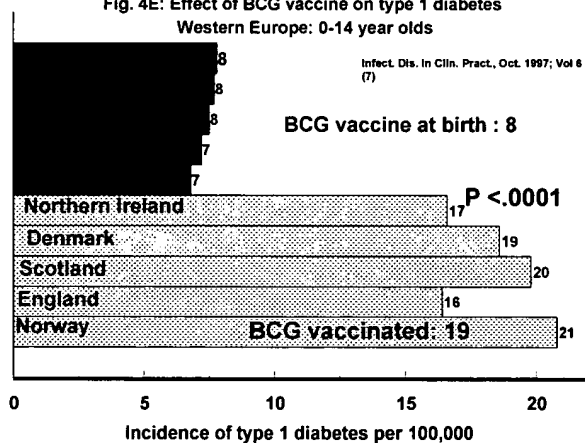 Fig. 4E: Effect of BCG vaccine on type 1 diabetes
Western Europe: 0-14 year olds
Infect. Dis. In Clin. Pract., Oct. 1997; Vol 6
(7)
8
8
8
7
7
BCG vaccine at birth : 8
P <.0001
Northern Ireland 17
Denmark 19
Scotland 20
England 16
Norway BCG vaccinated: 19 21
0 5 10 15 20
Incidence of type 1 diabetes per 100,000